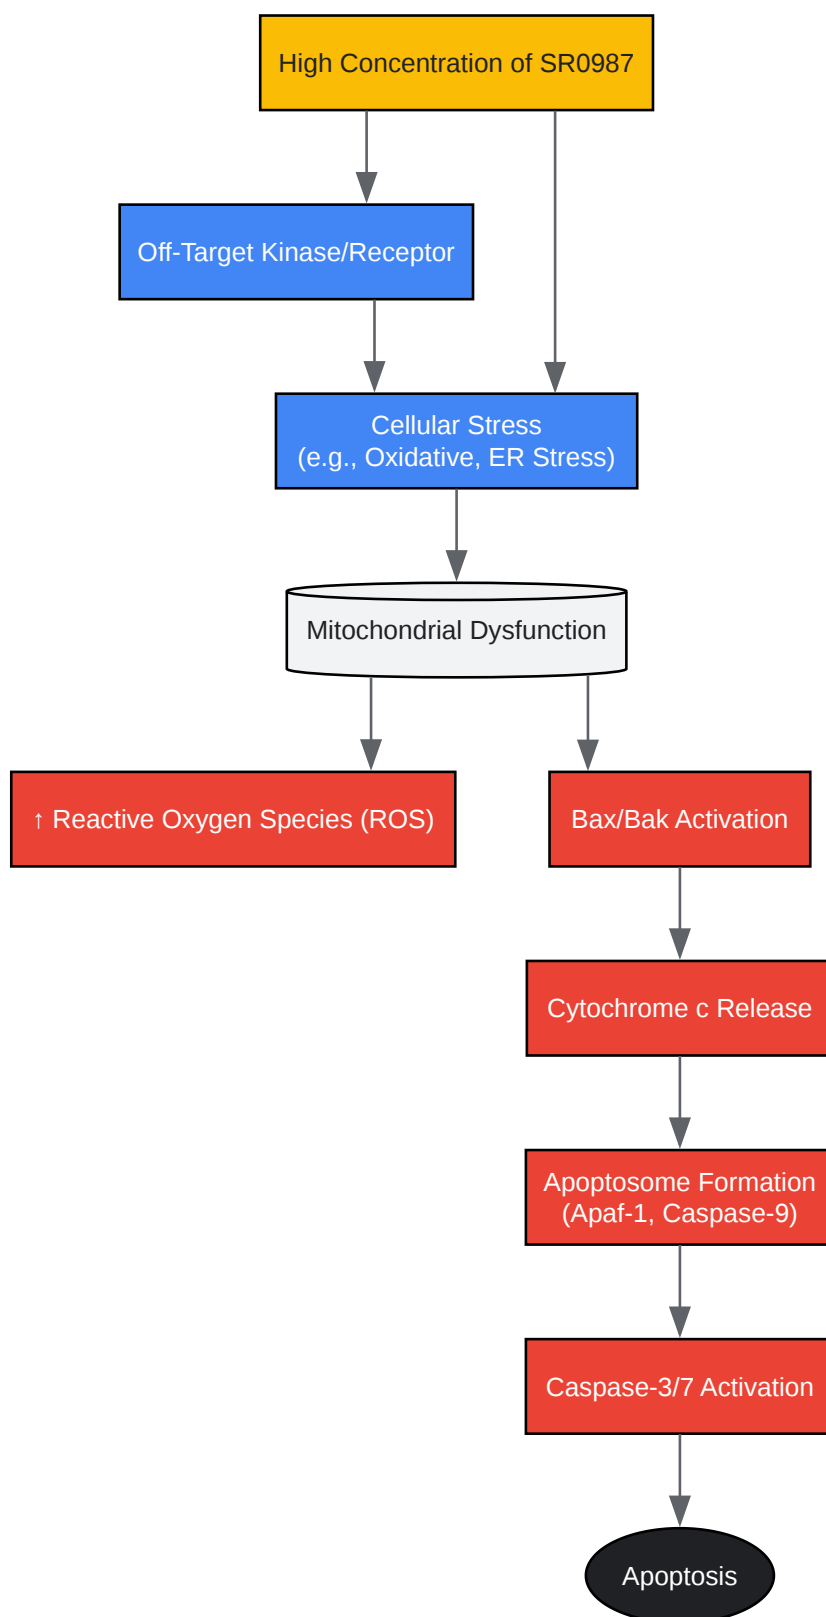 High Concentration of SR0987
Off-Target Kinase/Receptor
Cellular Stress
(e.g., Oxidative, ER Stress)
Mitochondrial Dysfunction
↑ Reactive Oxygen Species (ROS)
Bax/Bak Activation
Cytochrome c Release
Apoptosome Formation
(Apaf-1, Caspase-9)
Caspase-3/7 Activation
Apoptosis